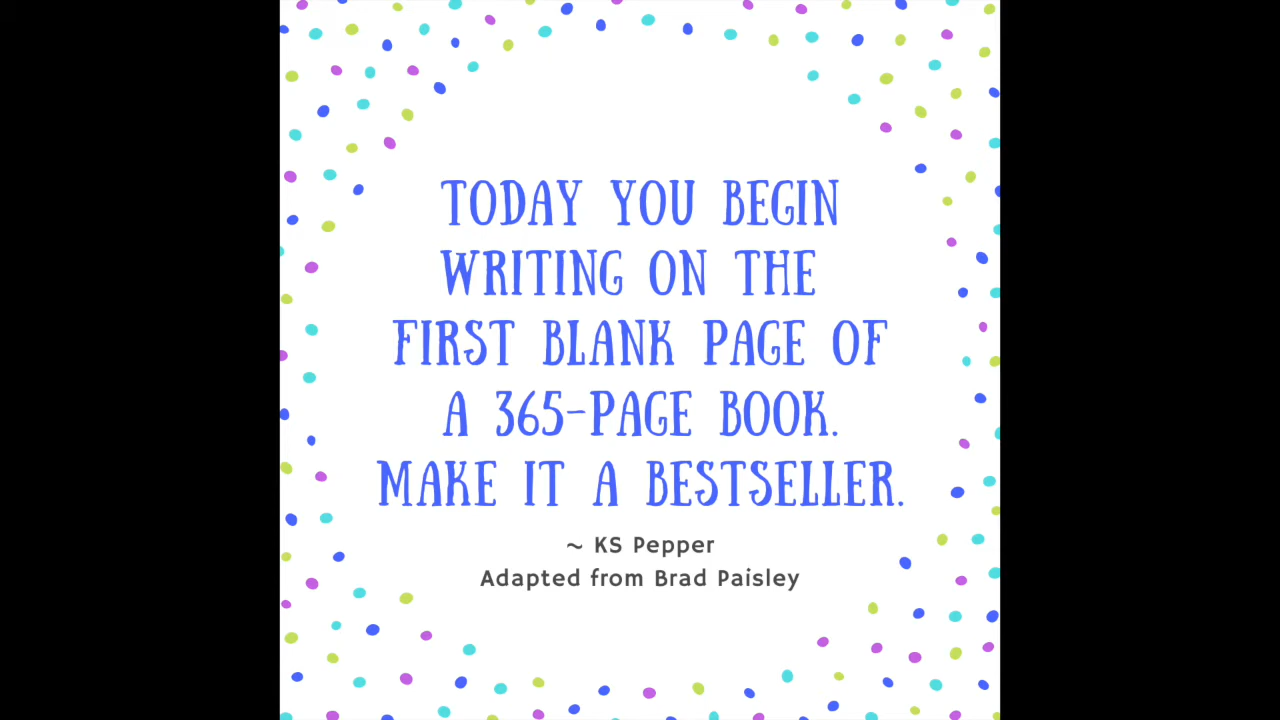 TODAY YOU BEGIN
WRITING ON THE
FIRST BLANK PAGE OF
A 365-PAGE BOOK.
MAKE IT A BESTSELLER.
~ KS Pepper
Adapted from Brad Paisley